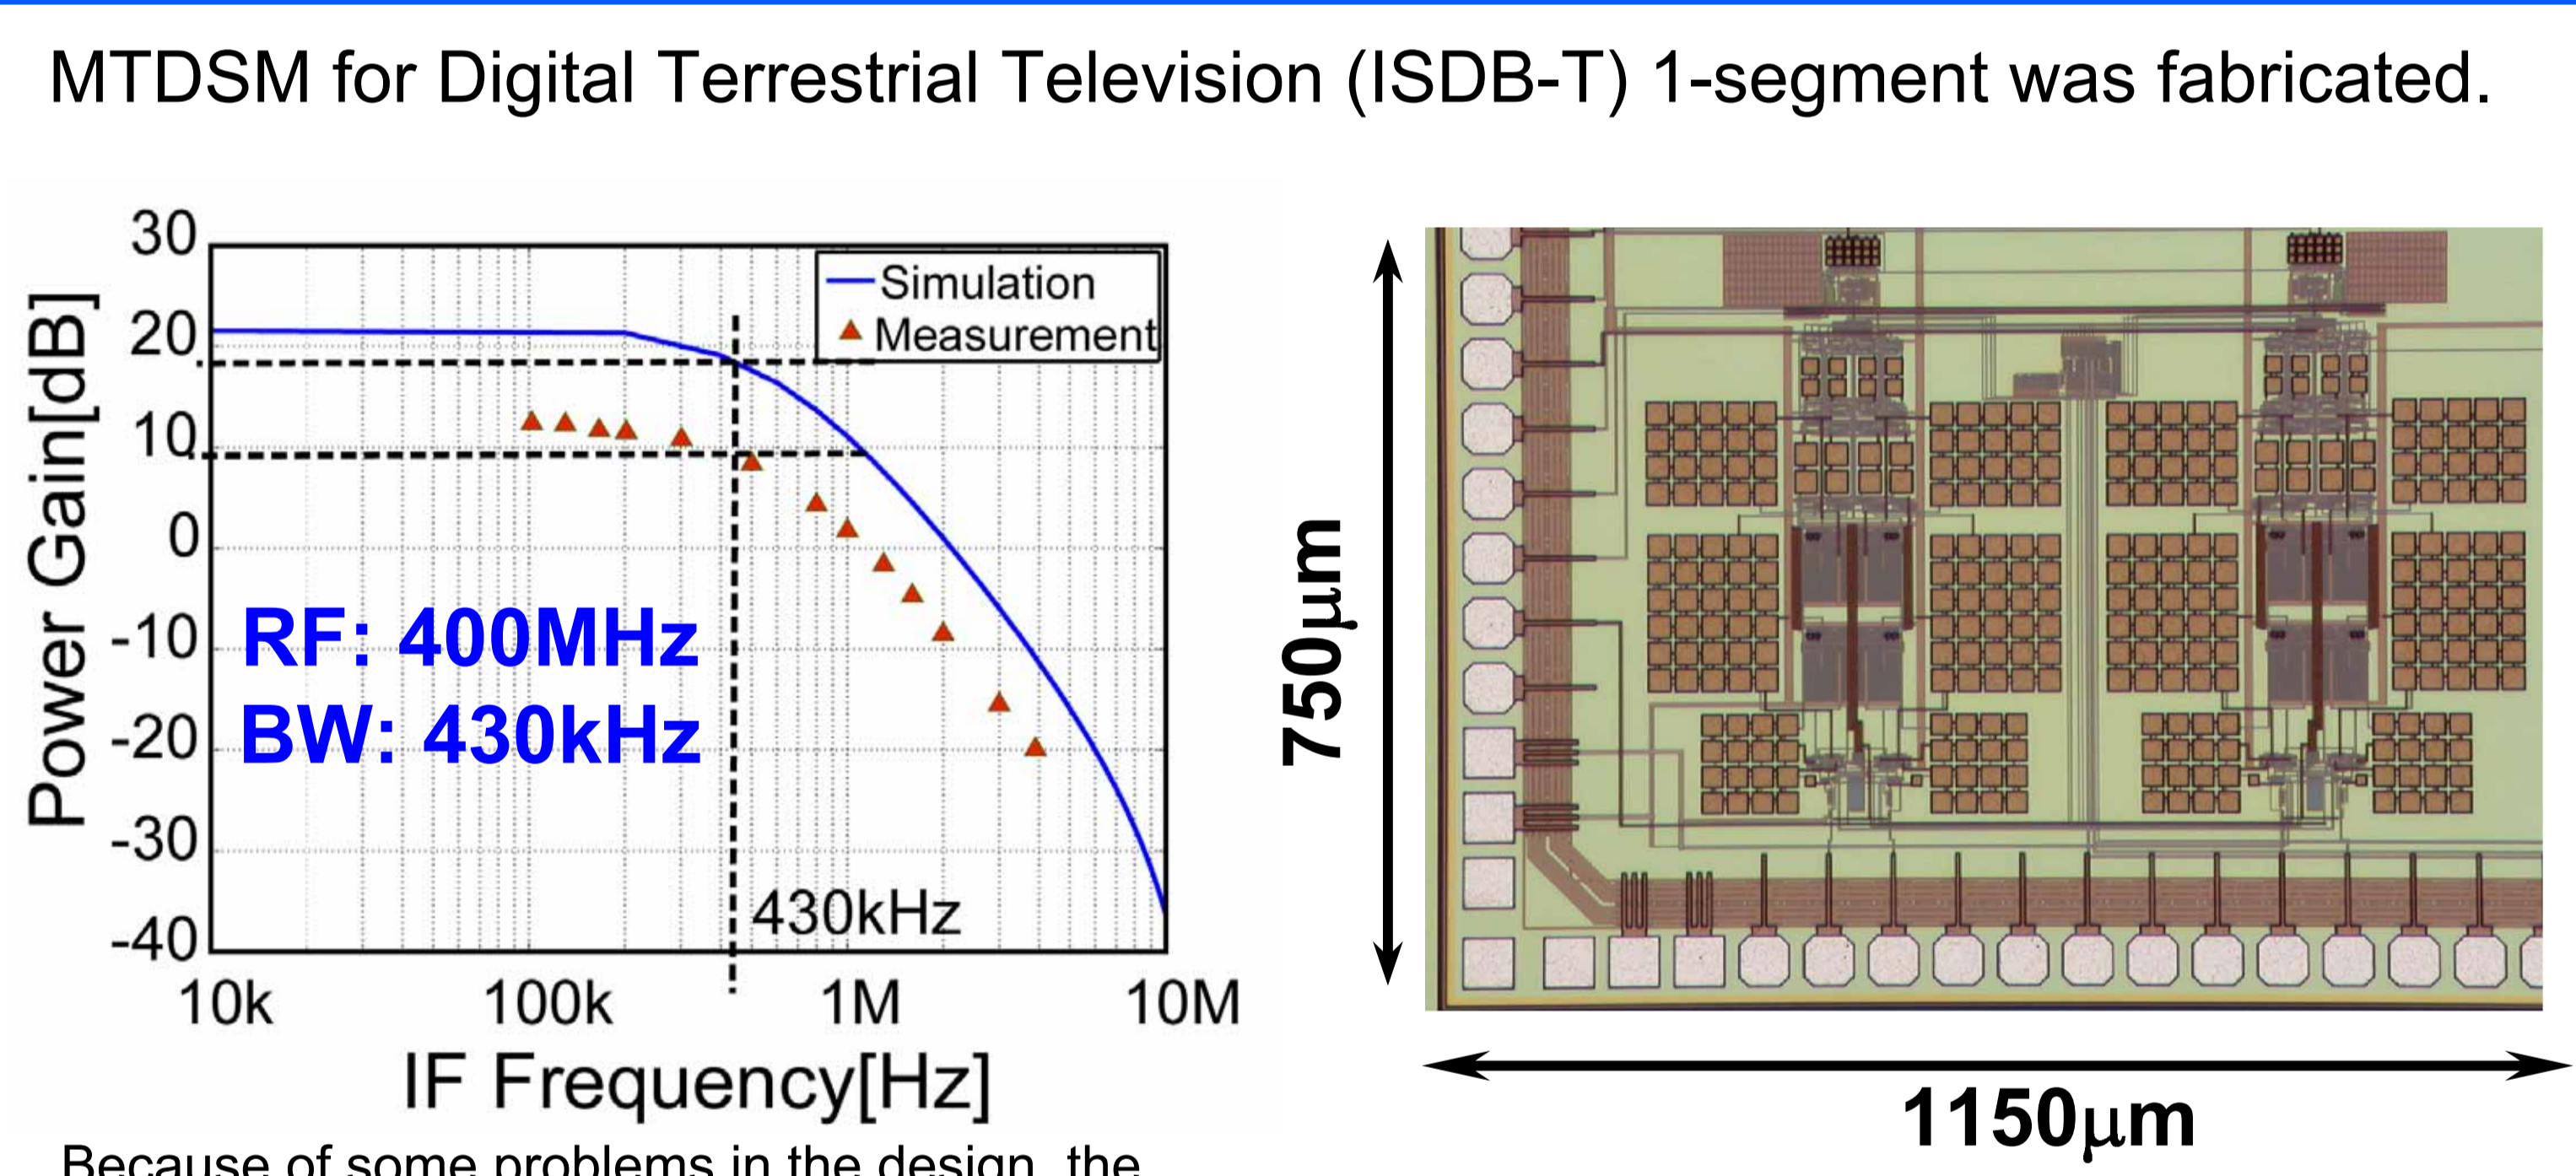 MTDSM for Digital Terrestrial Television (ISDB-T) 1-segment was fabricated.
30
20
10
0
-10
-20
-30
-40
Power Gain[dB]
Simulation
Measurement
RF: 400MHz
BW: 430kHz
430kHz
10k 100k 1M 10M
IF Frequency[Hz]
750μm
1150μm
Because of some problems in the design, the